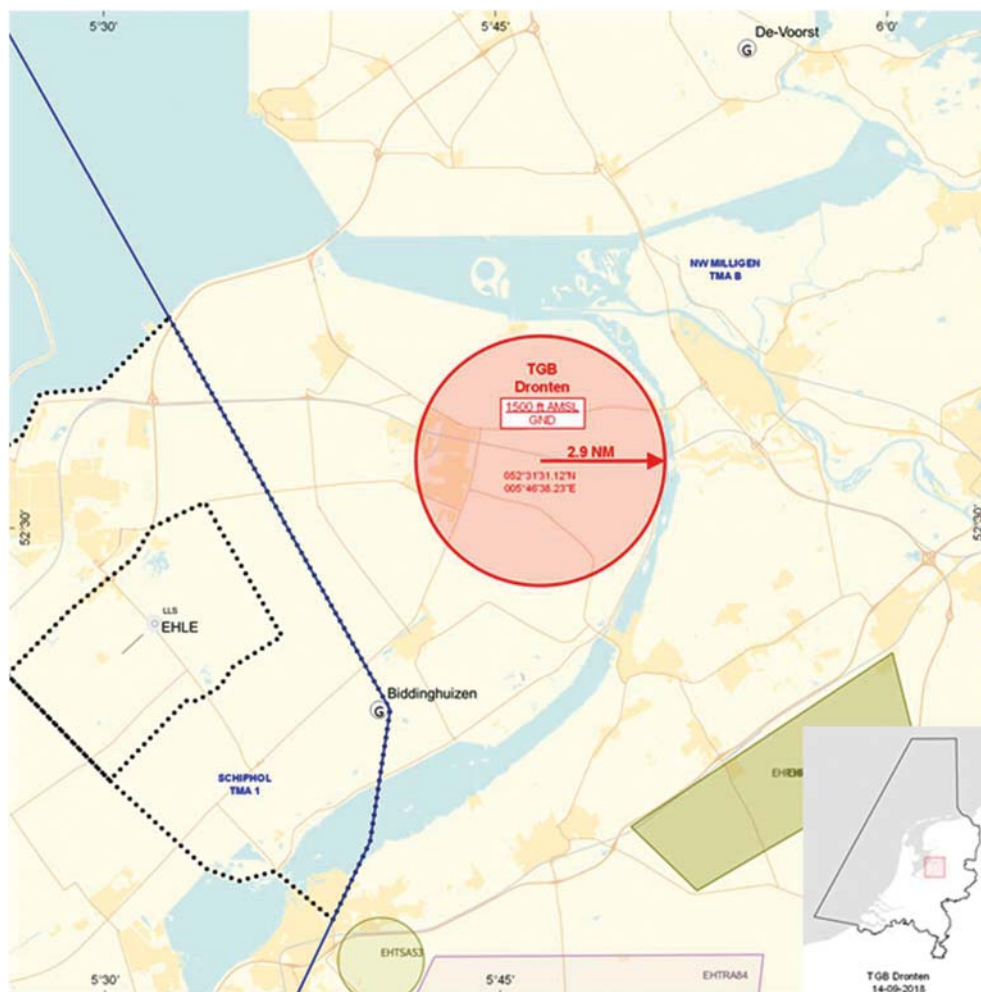 5°30'
5°45'
6°0'
De-Voorst
G
NW MILLIGEN
TMA B
TGB
Dronten
1500 ft AMSL
GND
2.9 NM
052°31'31.12"N
005°46'38.23"E
52°30'
52°30'
LLS
EHLE
Biddinghuizen
G
SCHIPHOL
TMA 1
EHTSA53
EHTRA84
5°30'
5°45'
TGB Dronten
14-09-2018